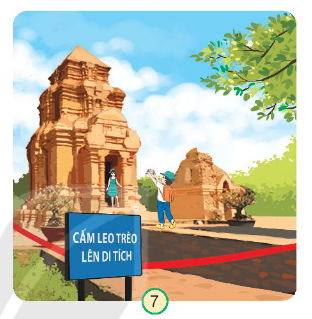 CẤM LEO TRÈO
LÊN DI TÍCH
7